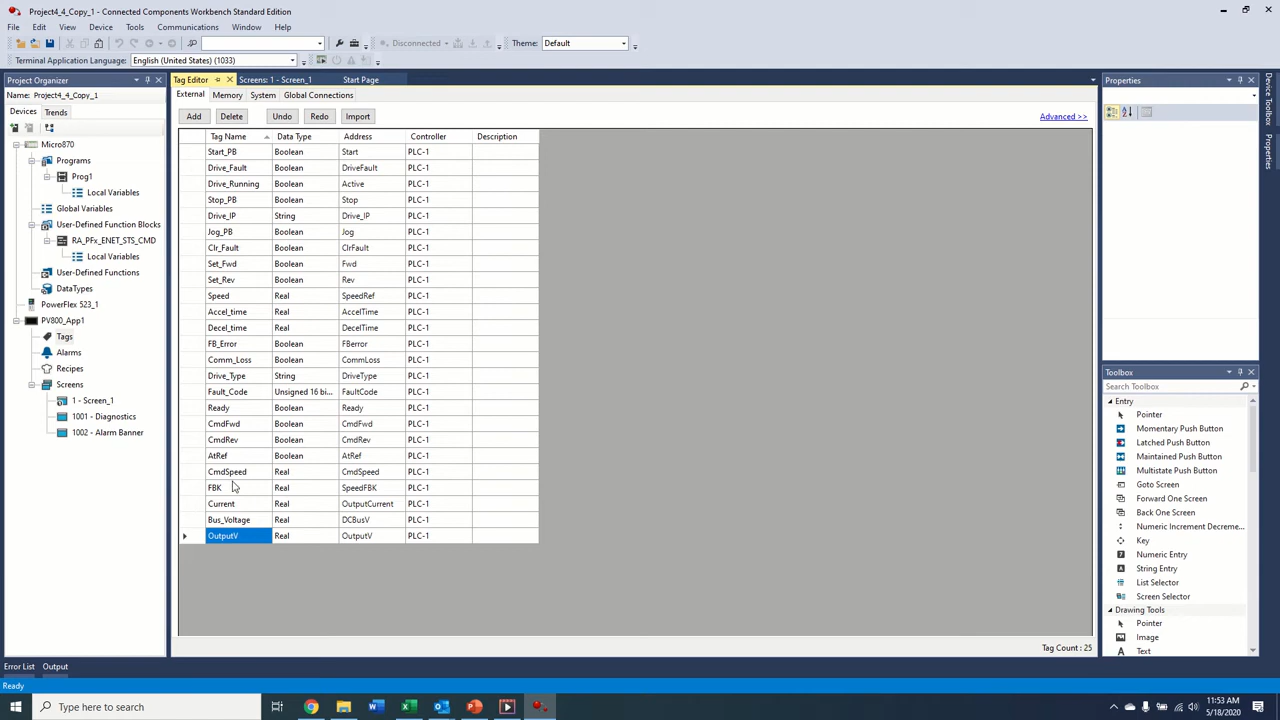 Project4_4_Copy_1 - Connected Components Workbench Standard Edition
File Edit View Device Tools Communications Window Help
Disconnected Theme: Default
Terminal Application Language: English (United States) (1033)
Project Organizer
Name: Project4_4_Copy_1
Devices Trends
Micro870
Programs
Prog1
Local Variables
Global Variables
User-Defined Function Blocks
RA_PFx_ENET_STS_CMD
Local Variables
User-Defined Functions
DataTypes
PowerFlex 523_1
PV800_App1
Tags
Alarms
Recipes
Screens
1 - Screen_1
1001 - Diagnostics
1002 - Alarm Banner
Tag Editor Screens: 1 - Screen_1 Start Page
External Memory System Global Connections
Add Delete Undo Redo Import Advanced >>
Tag Name Data Type Address Controller Description
Start_PB Boolean Start PLC-1
Drive_Fault Boolean DriveFault PLC-1
Drive_Running Boolean Active PLC-1
Stop_PB Boolean Stop PLC-1
Drive_IP String Drive_IP PLC-1
Jog_PB Boolean Jog PLC-1
Clr_Fault Boolean ClrFault PLC-1
Set_Fwd Boolean Fwd PLC-1
Set_Rev Boolean Rev PLC-1
Speed Real SpeedRef PLC-1
Accel_time Real AccelTime PLC-1
Decel_time Real DecelTime PLC-1
FB_Error Boolean FBerror PLC-1
Comm_Loss Boolean CommLoss PLC-1
Drive_Type String DriveType PLC-1
Fault_Code Unsigned 16 bi... FaultCode PLC-1
Ready Boolean Ready PLC-1
CmdFwd Boolean CmdFwd PLC-1
CmdRev Boolean CmdRev PLC-1
AtRef Boolean AtRef PLC-1
CmdSpeed Real CmdSpeed PLC-1
FBK Real SpeedFBK PLC-1
Current Real OutputCurrent PLC-1
Bus_Voltage Real DCBusV PLC-1
OutputV Real OutputV PLC-1
Tag Count : 25
Properties
Toolbox
Search Toolbox
Entry
Pointer
Momentary Push Button
Latched Push Button
Maintained Push Button
Multistate Push Button
Goto Screen
Forward One Screen
Back One Screen
Numeric Increment Decreme...
Key
Numeric Entry
String Entry
List Selector
Screen Selector
Drawing Tools
Pointer
Image
Text
Device Toolbox
Properties
Error List Output
Ready
Type here to search
11:53 AM
5/18/2020